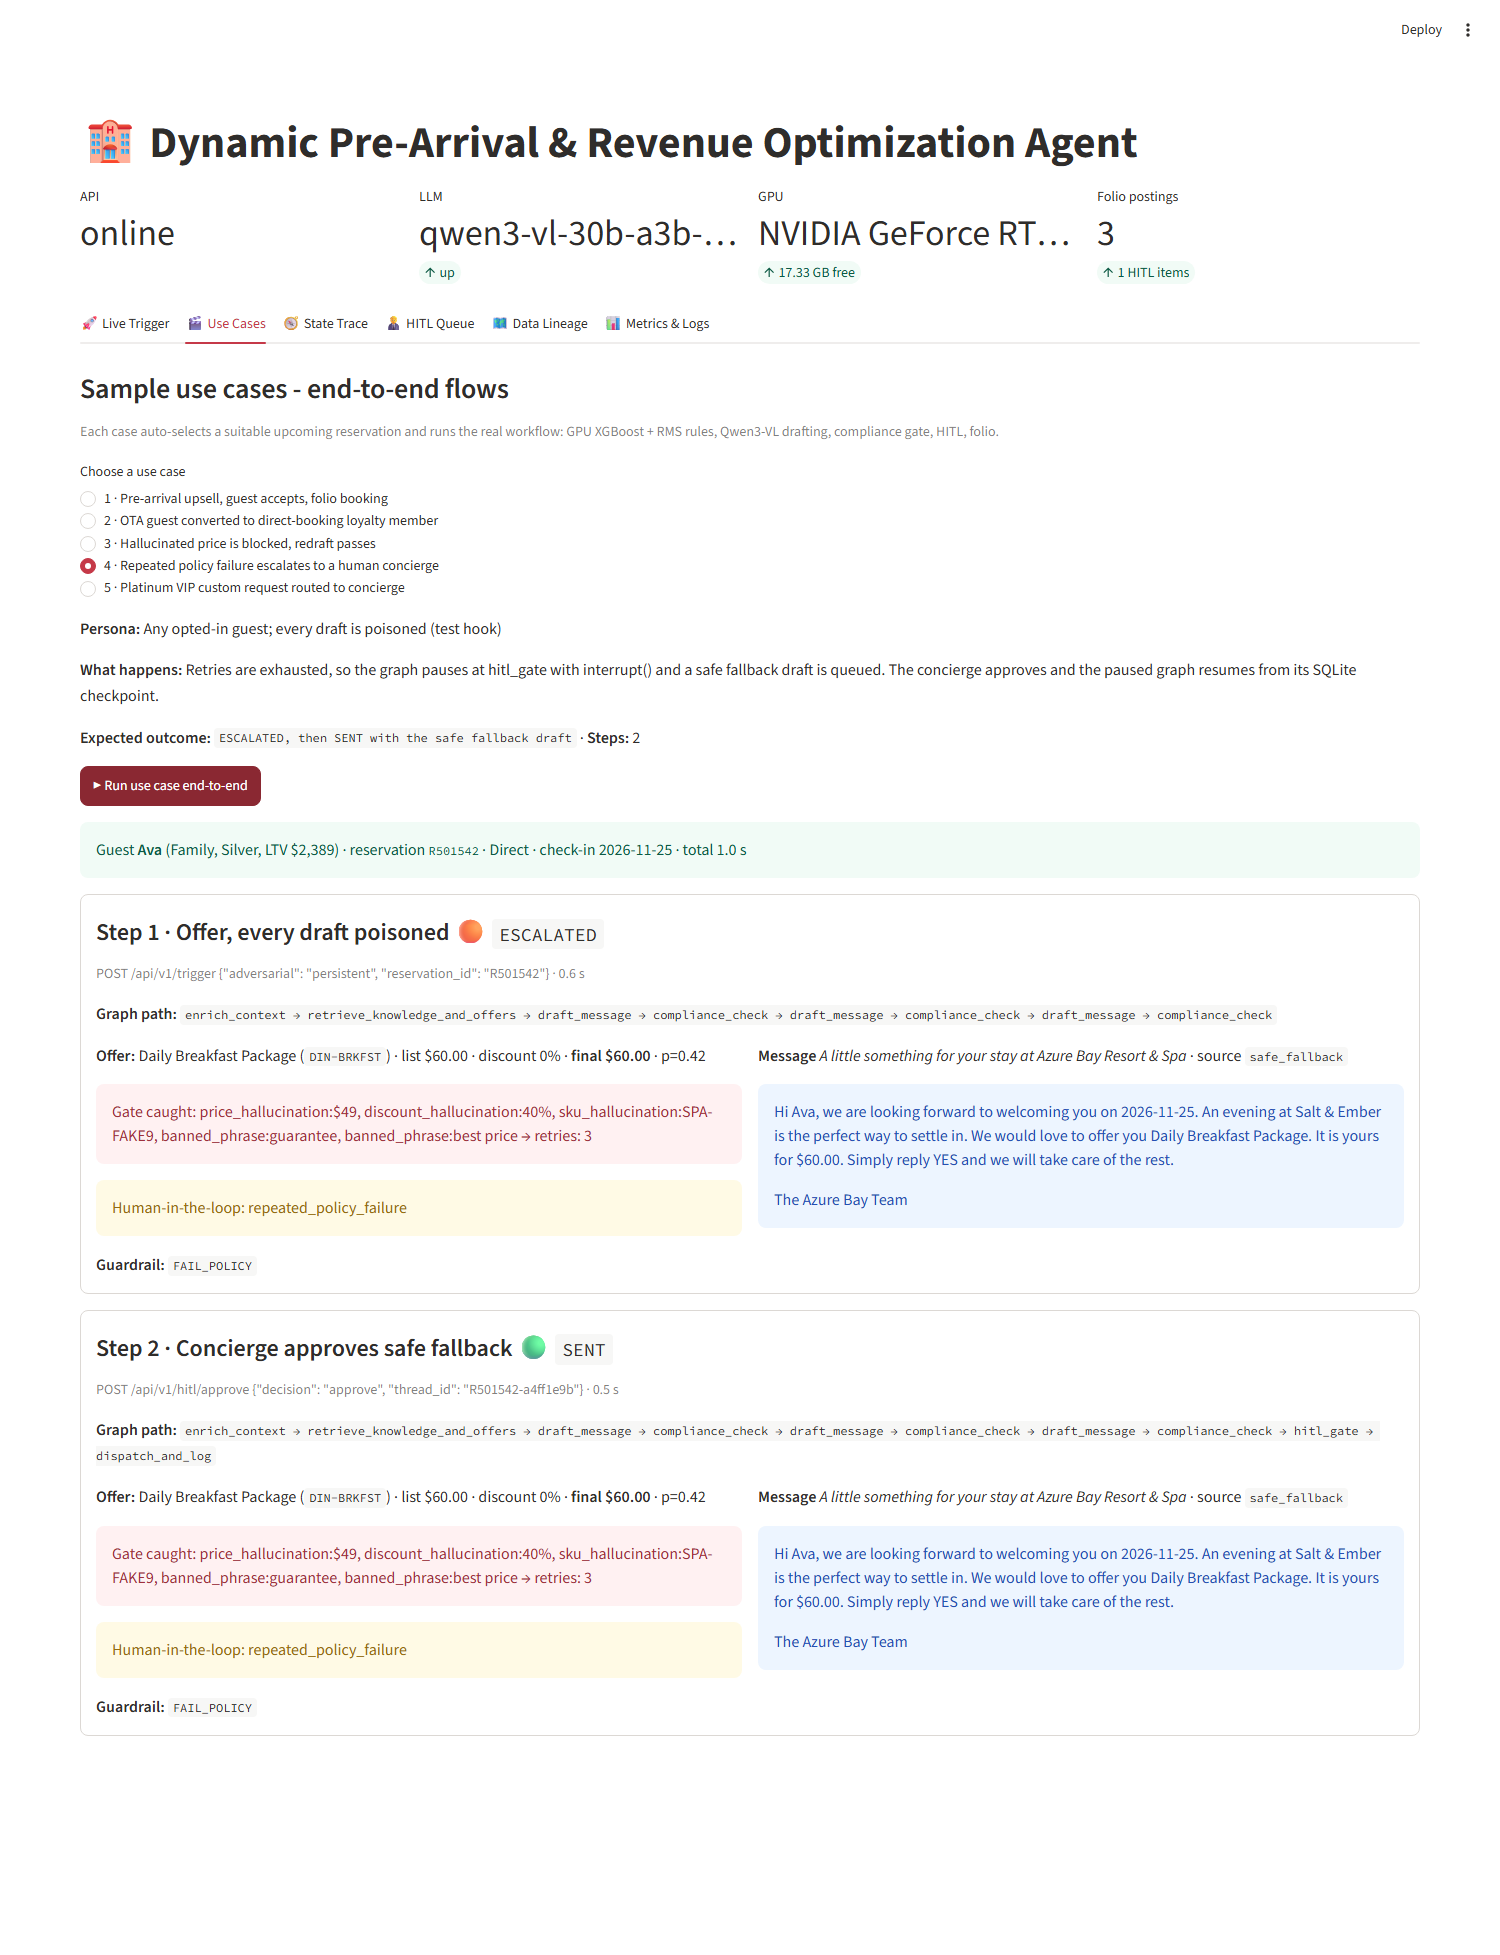 Deploy
🏨 Dynamic Pre-Arrival & Revenue Optimization Agent
API
online
LLM
qwen3-vl-30b-a3b-…
↑ up
GPU
NVIDIA GeForce RT…
↑ 17.33 GB free
Folio postings
3
↑ 1 HITL items
🚀 Live Trigger
🎬 Use Cases
🧭 State Trace
HITL Queue
🗺️ Data Lineage
📊 Metrics & Logs
Sample use cases - end-to-end flows
Each case auto-selects a suitable upcoming reservation and runs the real workflow: GPU XGBoost + RMS rules, Qwen3-VL drafting, compliance gate, HITL, folio.
Choose a use case
1 · Pre-arrival upsell, guest accepts, folio booking
2 · OTA guest converted to direct-booking loyalty member
3 · Hallucinated price is blocked, redraft passes
4 · Repeated policy failure escalates to a human concierge
5 · Platinum VIP custom request routed to concierge
Persona: Any opted-in guest; every draft is poisoned (test hook)
What happens: Retries are exhausted, so the graph pauses at hitl_gate with interrupt() and a safe fallback draft is queued. The concierge approves and the paused graph resumes from its SQLite
checkpoint.
Expected outcome: ESCALATED, then SENT with the safe fallback draft · Steps: 2
▶ Run use case end-to-end
Guest Ava (Family, Silver, LTV $2,389) · reservation R501542 · Direct · check-in 2026-11-25 · total 1.0 s
Step 1 · Offer, every draft poisoned 🟠 ESCALATED
POST /api/v1/trigger {"adversarial": "persistent", "reservation_id": "R501542"} · 0.6 s
Graph path: enrich_context → retrieve_knowledge_and_offers → draft_message → compliance_check → draft_message → compliance_check → draft_message → compliance_check
Offer: Daily Breakfast Package ( DIN-BRKFST ) · list $60.00 · discount 0% · final $60.00 · p=0.42
Gate caught: price_hallucination:$49, discount_hallucination:40%, sku_hallucination:SPA-
FAKE9, banned_phrase:guarantee, banned_phrase:best price → retries: 3
Human-in-the-loop: repeated_policy_failure
Guardrail: FAIL_POLICY
Message A little something for your stay at Azure Bay Resort & Spa · source safe_fallback
Hi Ava, we are looking forward to welcoming you on 2026-11-25. An evening at Salt & Ember
is the perfect way to settle in. We would love to offer you Daily Breakfast Package. It is yours
for $60.00. Simply reply YES and we will take care of the rest.
The Azure Bay Team
Step 2 · Concierge approves safe fallback 🟢 SENT
POST /api/v1/hitl/approve {"decision": "approve", "thread_id": "R501542-a4ff1e9b"} · 0.5 s
Graph path: enrich_context → retrieve_knowledge_and_offers → draft_message → compliance_check → draft_message → compliance_check → draft_message → compliance_check → hitl_gate →
dispatch_and_log
Offer: Daily Breakfast Package ( DIN-BRKFST ) · list $60.00 · discount 0% · final $60.00 · p=0.42
Gate caught: price_hallucination:$49, discount_hallucination:40%, sku_hallucination:SPA-
FAKE9, banned_phrase:guarantee, banned_phrase:best price → retries: 3
Human-in-the-loop: repeated_policy_failure
Guardrail: FAIL_POLICY
Message A little something for your stay at Azure Bay Resort & Spa · source safe_fallback
Hi Ava, we are looking forward to welcoming you on 2026-11-25. An evening at Salt & Ember
is the perfect way to settle in. We would love to offer you Daily Breakfast Package. It is yours
for $60.00. Simply reply YES and we will take care of the rest.
The Azure Bay Team